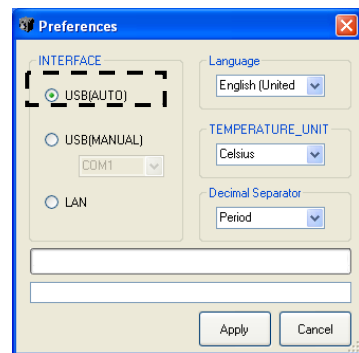 Preferences
INTERFACE
USB(AUTO)
USB(MANUAL)
COM1
LAN
Language
English (United
TEMPERATURE_UNIT
Celsius
Decimal Separator
Period
Apply
Cancel